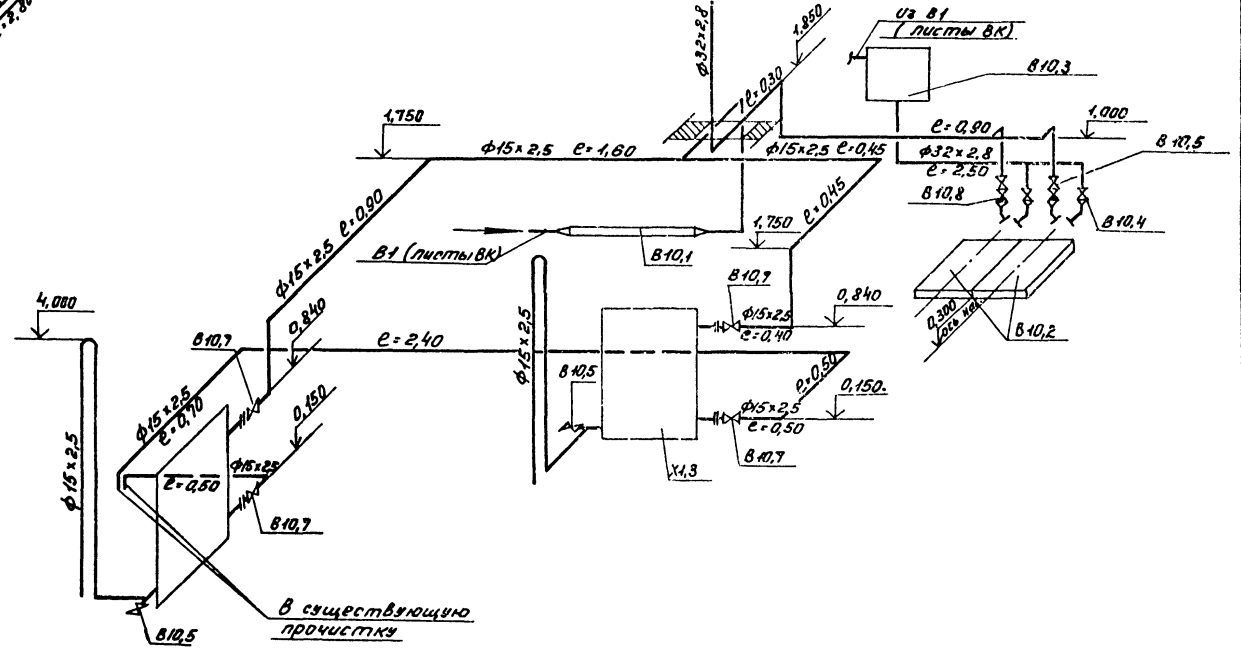 из В1
(листы ВК)
В10,3
1,850
ф32×2,8
ℓ=0,30
1,750
ф15×2,5 ℓ=1,60
ф15×2,5 ℓ=0,45
ℓ=0,90
1,000
ф32×2,8
ℓ=2,50
В10,5
В10,8
В10,4
ф15×2,5 ℓ=0,90
ℓ=0,45
В1 (листы ВК)
В10,1
1,750
В10,7
ф15×2,5
ℓ=0,40
0,840
0,300
В10,2
4,000
0,840
В10,7
ℓ=2,40
ф15×2,5
В10,5
ℓ=0,50
0,150
ф15×2,5
ℓ=0,50
В10,7
Х1,3
ф15×2,5
ℓ=0,70
0,150
ф15×2,5
ф15×2,5
ℓ=0,50
В10,7
В10,5
В существующую
прочистку